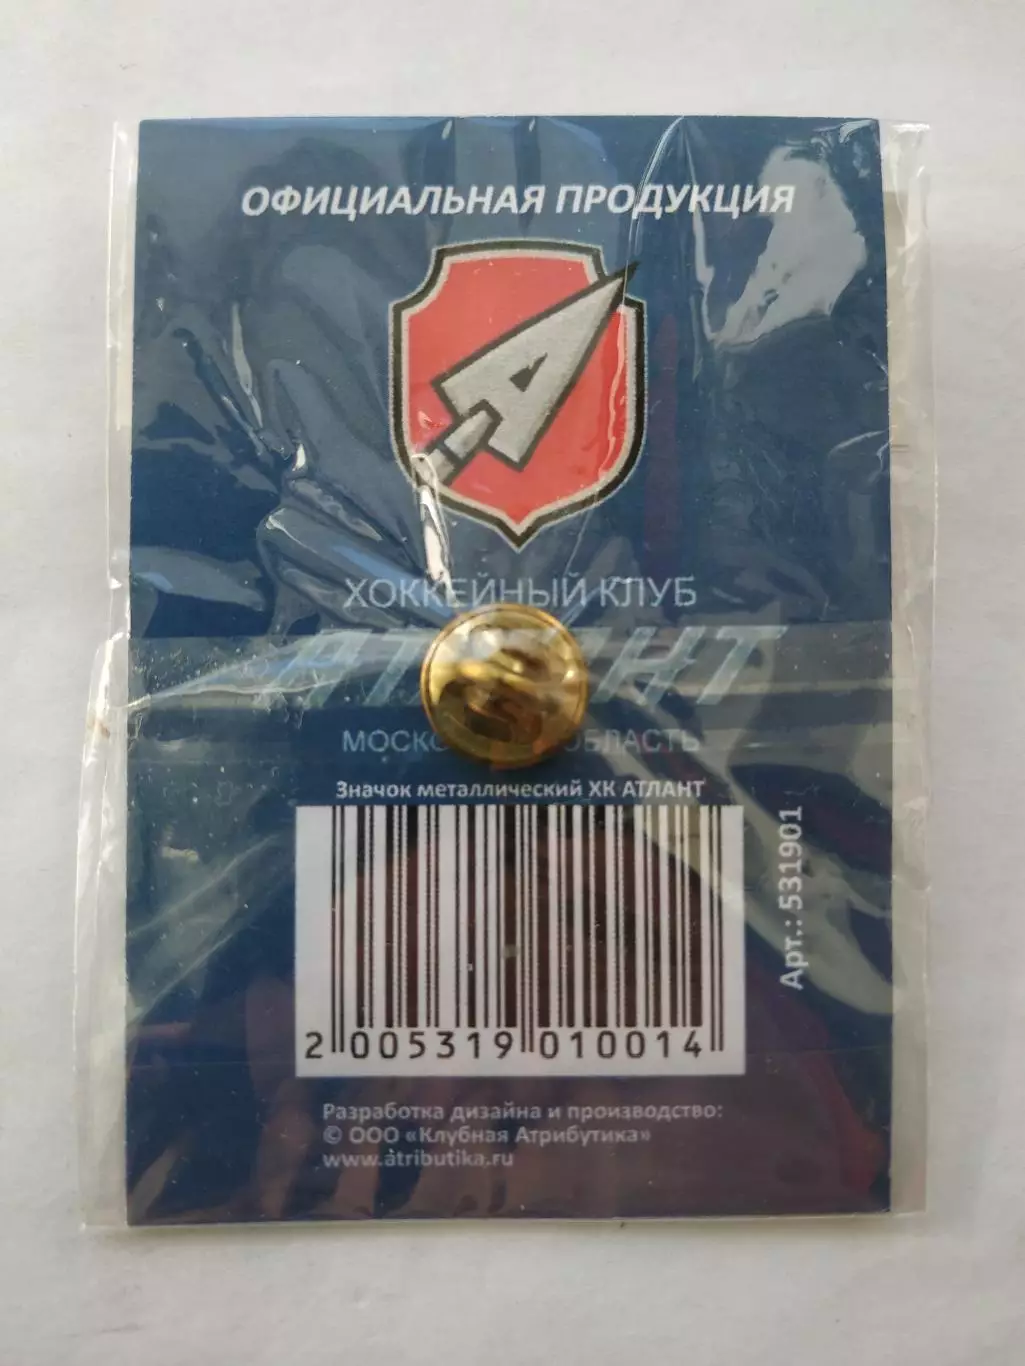 ОФИЦИАЛЬНАЯ ПРОДУКЦИЯ
ХОККЕЙНЫЙ КЛУБ
ОБЛАСТЬ
Значок металлический ХК АТЛАНТ
Арт.: 531901
2 005319 010014
Разработка дизайна и производство:
© ООО «Клубная Атрибутика»
www.atributika.ru